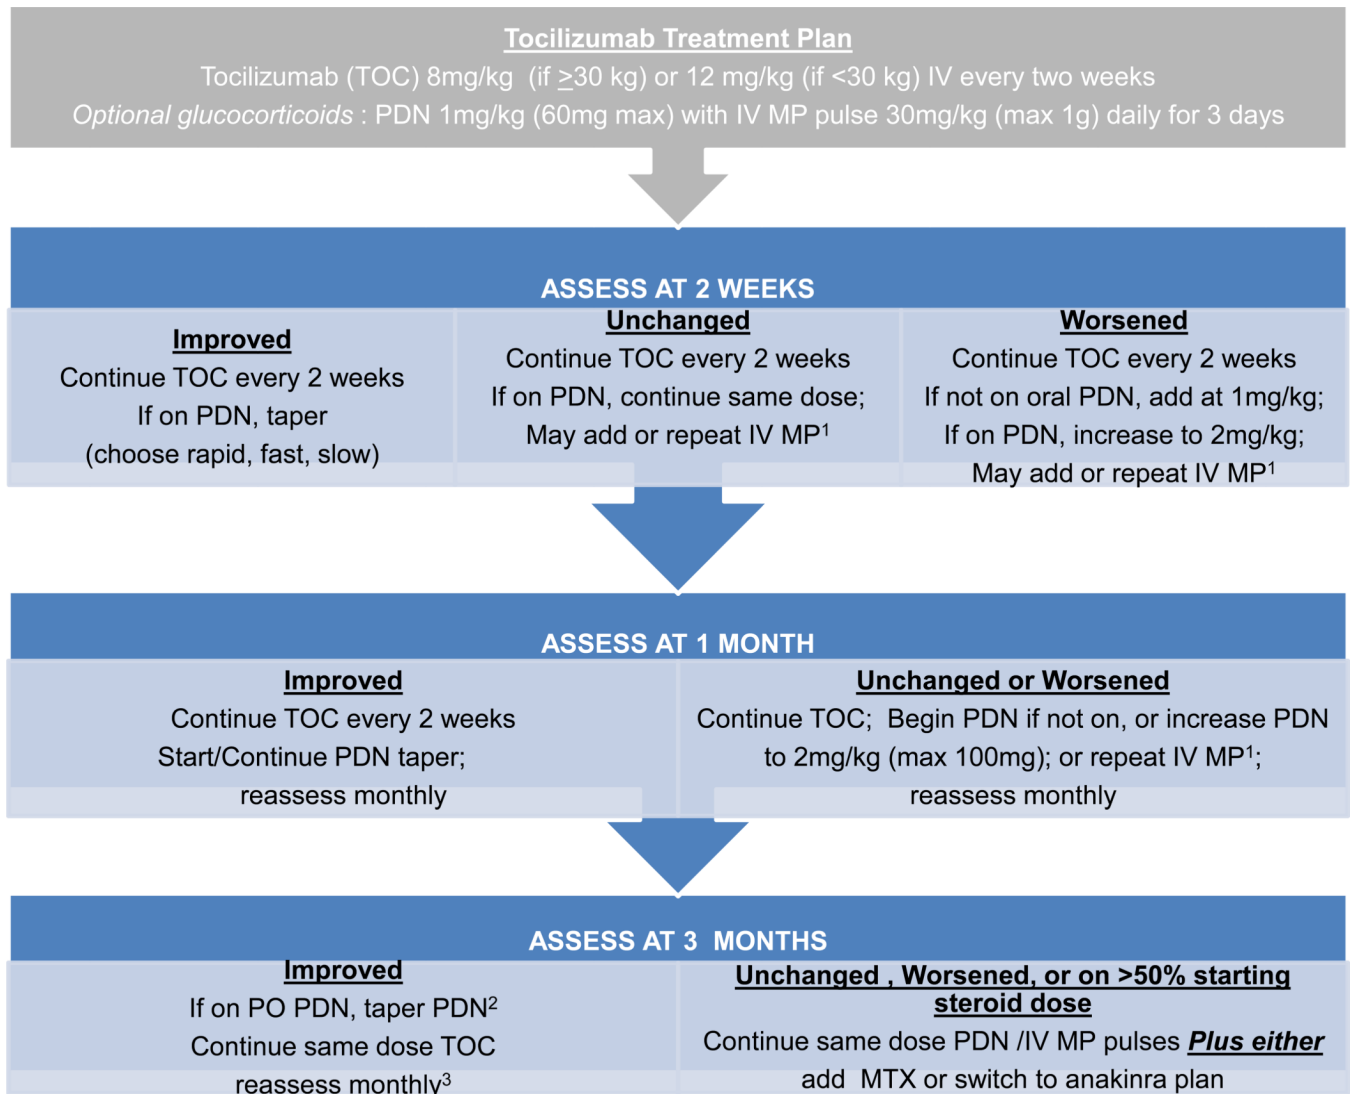 Tocilizumab Treatment Plan
Tocilizumab (TOC) 8mg/kg (if ≥30 kg) or 12 mg/kg (if <30 kg) IV every two weeks
Optional glucocorticoids : PDN 1mg/kg (60mg max) with IV MP pulse 30mg/kg (max 1g) daily for 3 days
ASSESS AT 2 WEEKS
Improved
Continue TOC every 2 weeks
If on PDN, taper
(choose rapid, fast, slow)
Unchanged
Continue TOC every 2 weeks
If on PDN, continue same dose;
May add or repeat IV MP¹
Worsened
Continue TOC every 2 weeks
If not on oral PDN, add at 1mg/kg;
If on PDN, increase to 2mg/kg;
May add or repeat IV MP¹
ASSESS AT 1 MONTH
Improved
Continue TOC every 2 weeks
Start/Continue PDN taper;
reassess monthly
Unchanged or Worsened
Continue TOC; Begin PDN if not on, or increase PDN
to 2mg/kg (max 100mg); or repeat IV MP¹;
reassess monthly
ASSESS AT 3 MONTHS
Improved
If on PO PDN, taper PDN²
Continue same dose TOC
reassess monthly³
Unchanged , Worsened, or on >50% starting
steroid dose
Continue same dose PDN /IV MP pulses Plus either
add MTX or switch to anakinra plan